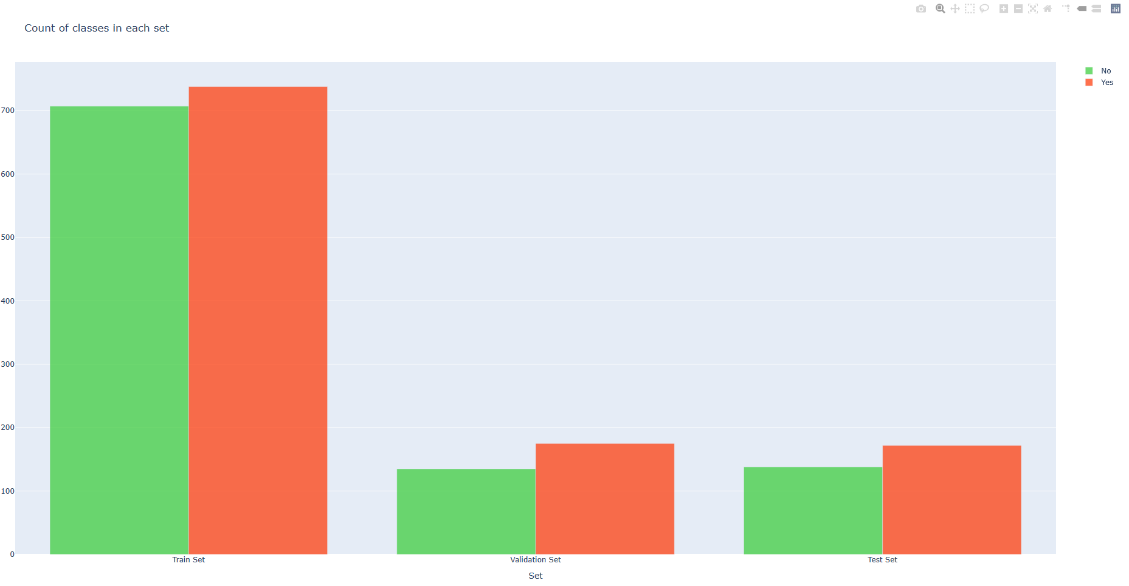 Count of classes in each set
No
Yes
700
600
500
400
300
200
100
0
Train Set
Validation Set
Test Set
Set